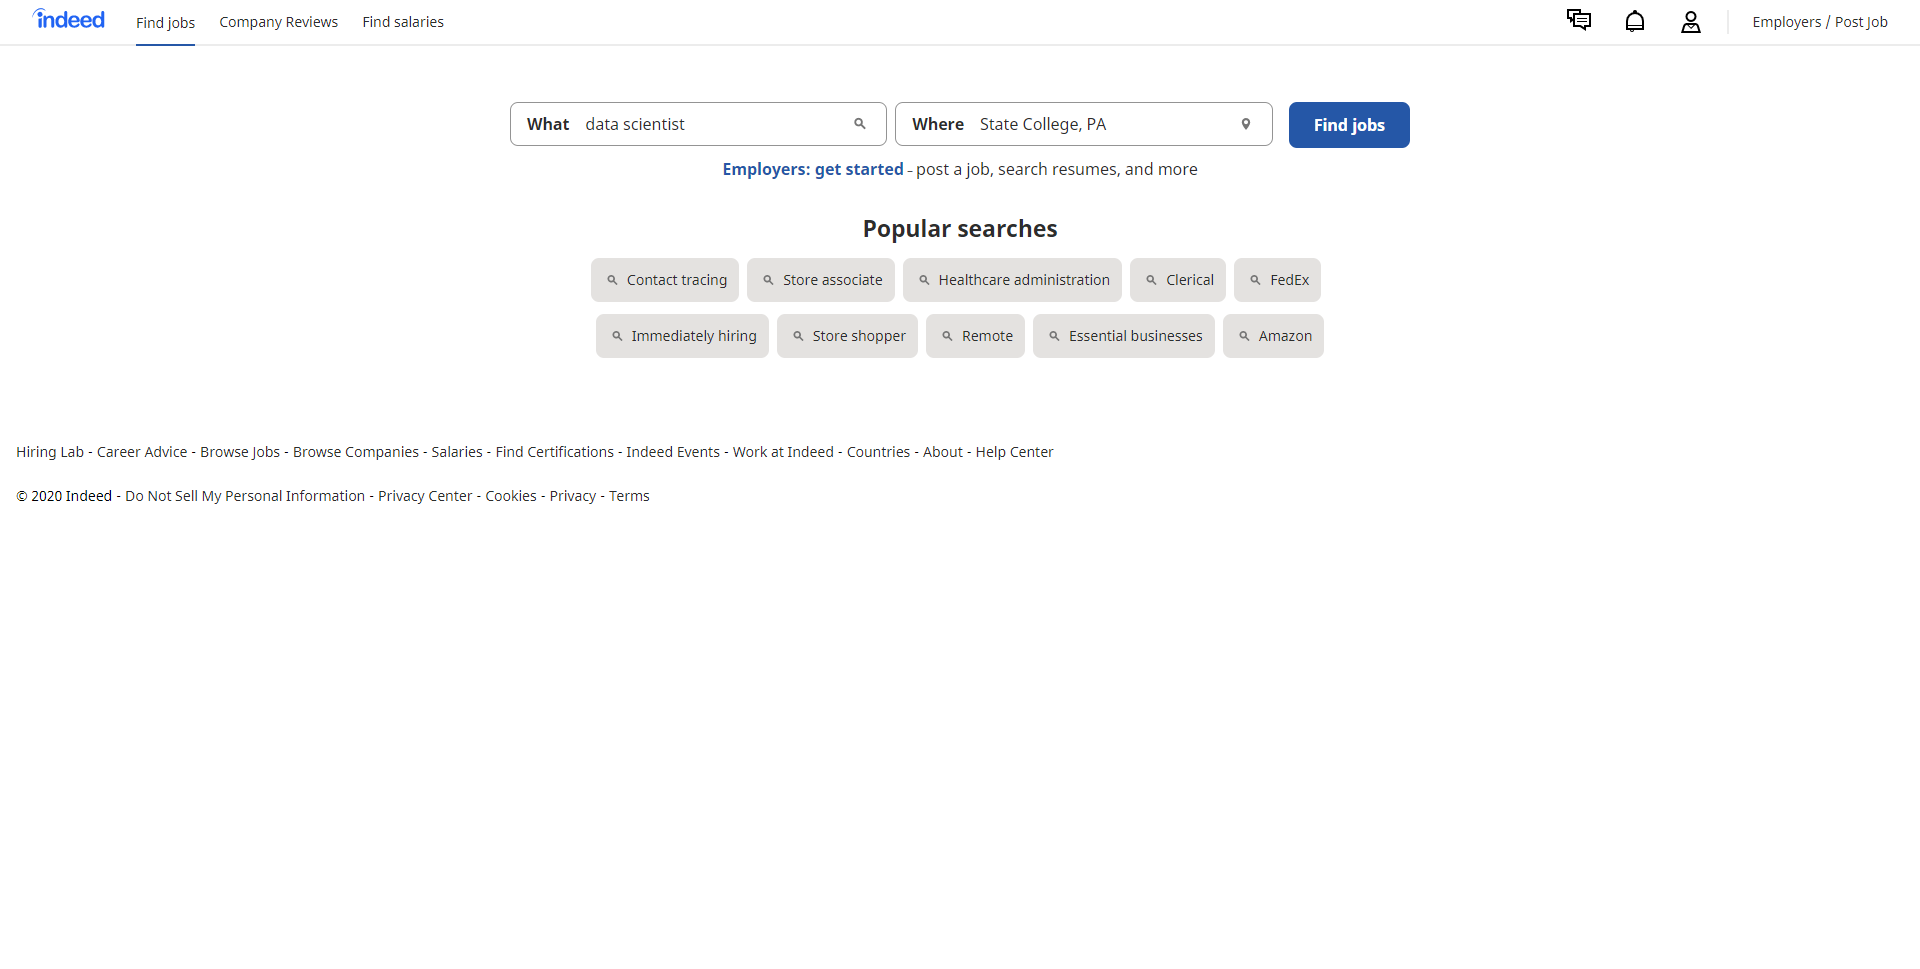 indeed Find jobs Company Reviews Find salaries Employers / Post Job
What data scientist Where State College, PA Find jobs
Employers: get started - post a job, search resumes, and more
Popular searches
Contact tracing Store associate Healthcare administration Clerical FedEx
Immediately hiring Store shopper Remote Essential businesses Amazon
Hiring Lab - Career Advice - Browse Jobs - Browse Companies - Salaries - Find Certifications - Indeed Events - Work at Indeed - Countries - About - Help Center
© 2020 Indeed - Do Not Sell My Personal Information - Privacy Center - Cookies - Privacy - Terms